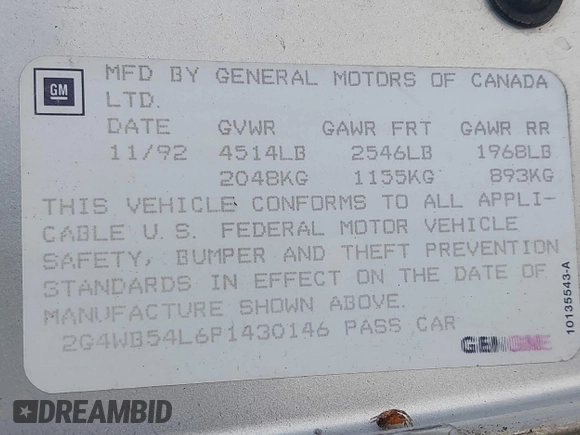 GM
MFD BY GENERAL MOTORS OF CANADA
LTD.
DATE GVWR GAWR FRT GAWR RR
11/92 4514LB 2546LB 1968LB
2048KG 1155KG 893KG
THIS VEHICLE CONFORMS TO ALL APPLI-
CABLE U.S. FEDERAL MOTOR VEHICLE
SAFETY, BUMPER AND THEFT PREVENTION
STANDARDS IN EFFECT ON THE DATE OF
MANUFACTURE SHOWN ABOVE.
2G4WB54L6P1430146 PASS CAR
10135543-A
DREAMBID